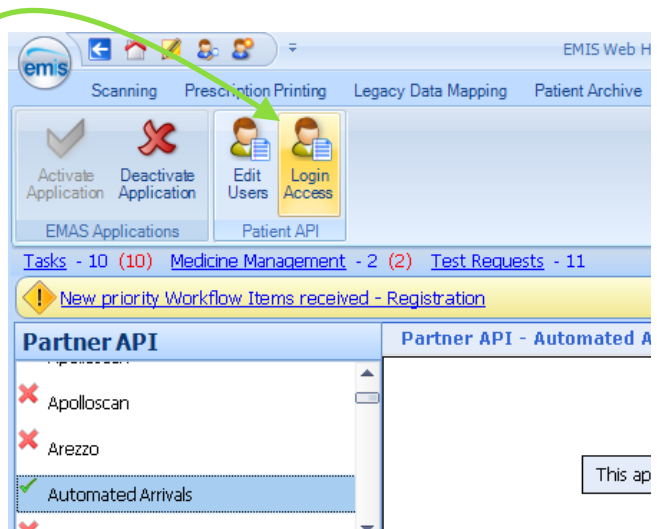 emis
EMIS Web H
Scanning Prescription Printing Legacy Data Mapping Patient Archive
Activate Application
Deactivate Application
Edit Users
Login Access
EMAS Applications
Patient API
Tasks - 10 (10) Medicine Management - 2 (2) Test Requests - 11
New priority Workflow Items received - Registration
Partner API
Partner API - Automated A
Apolloscan
Arezzo
Automated Arrivals
This ap